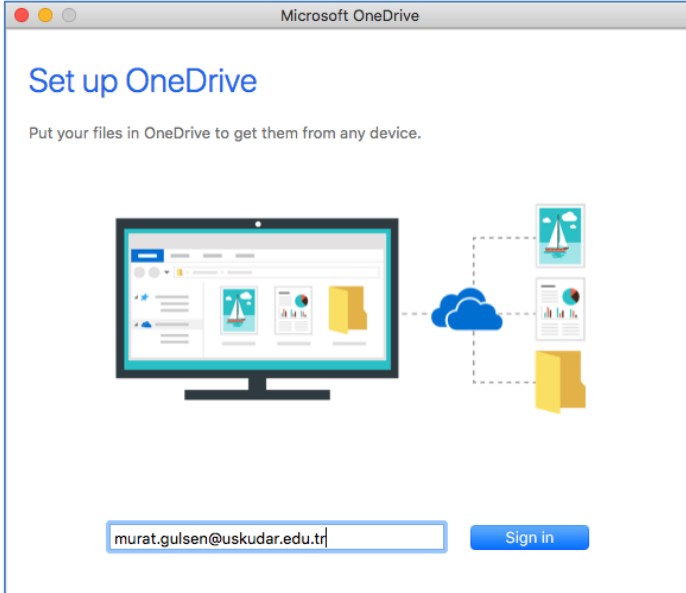 Microsoft OneDrive
Set up OneDrive
Put your files in OneDrive to get them from any device.
murat.gulsen@uskudar.edu.tr
Sign in